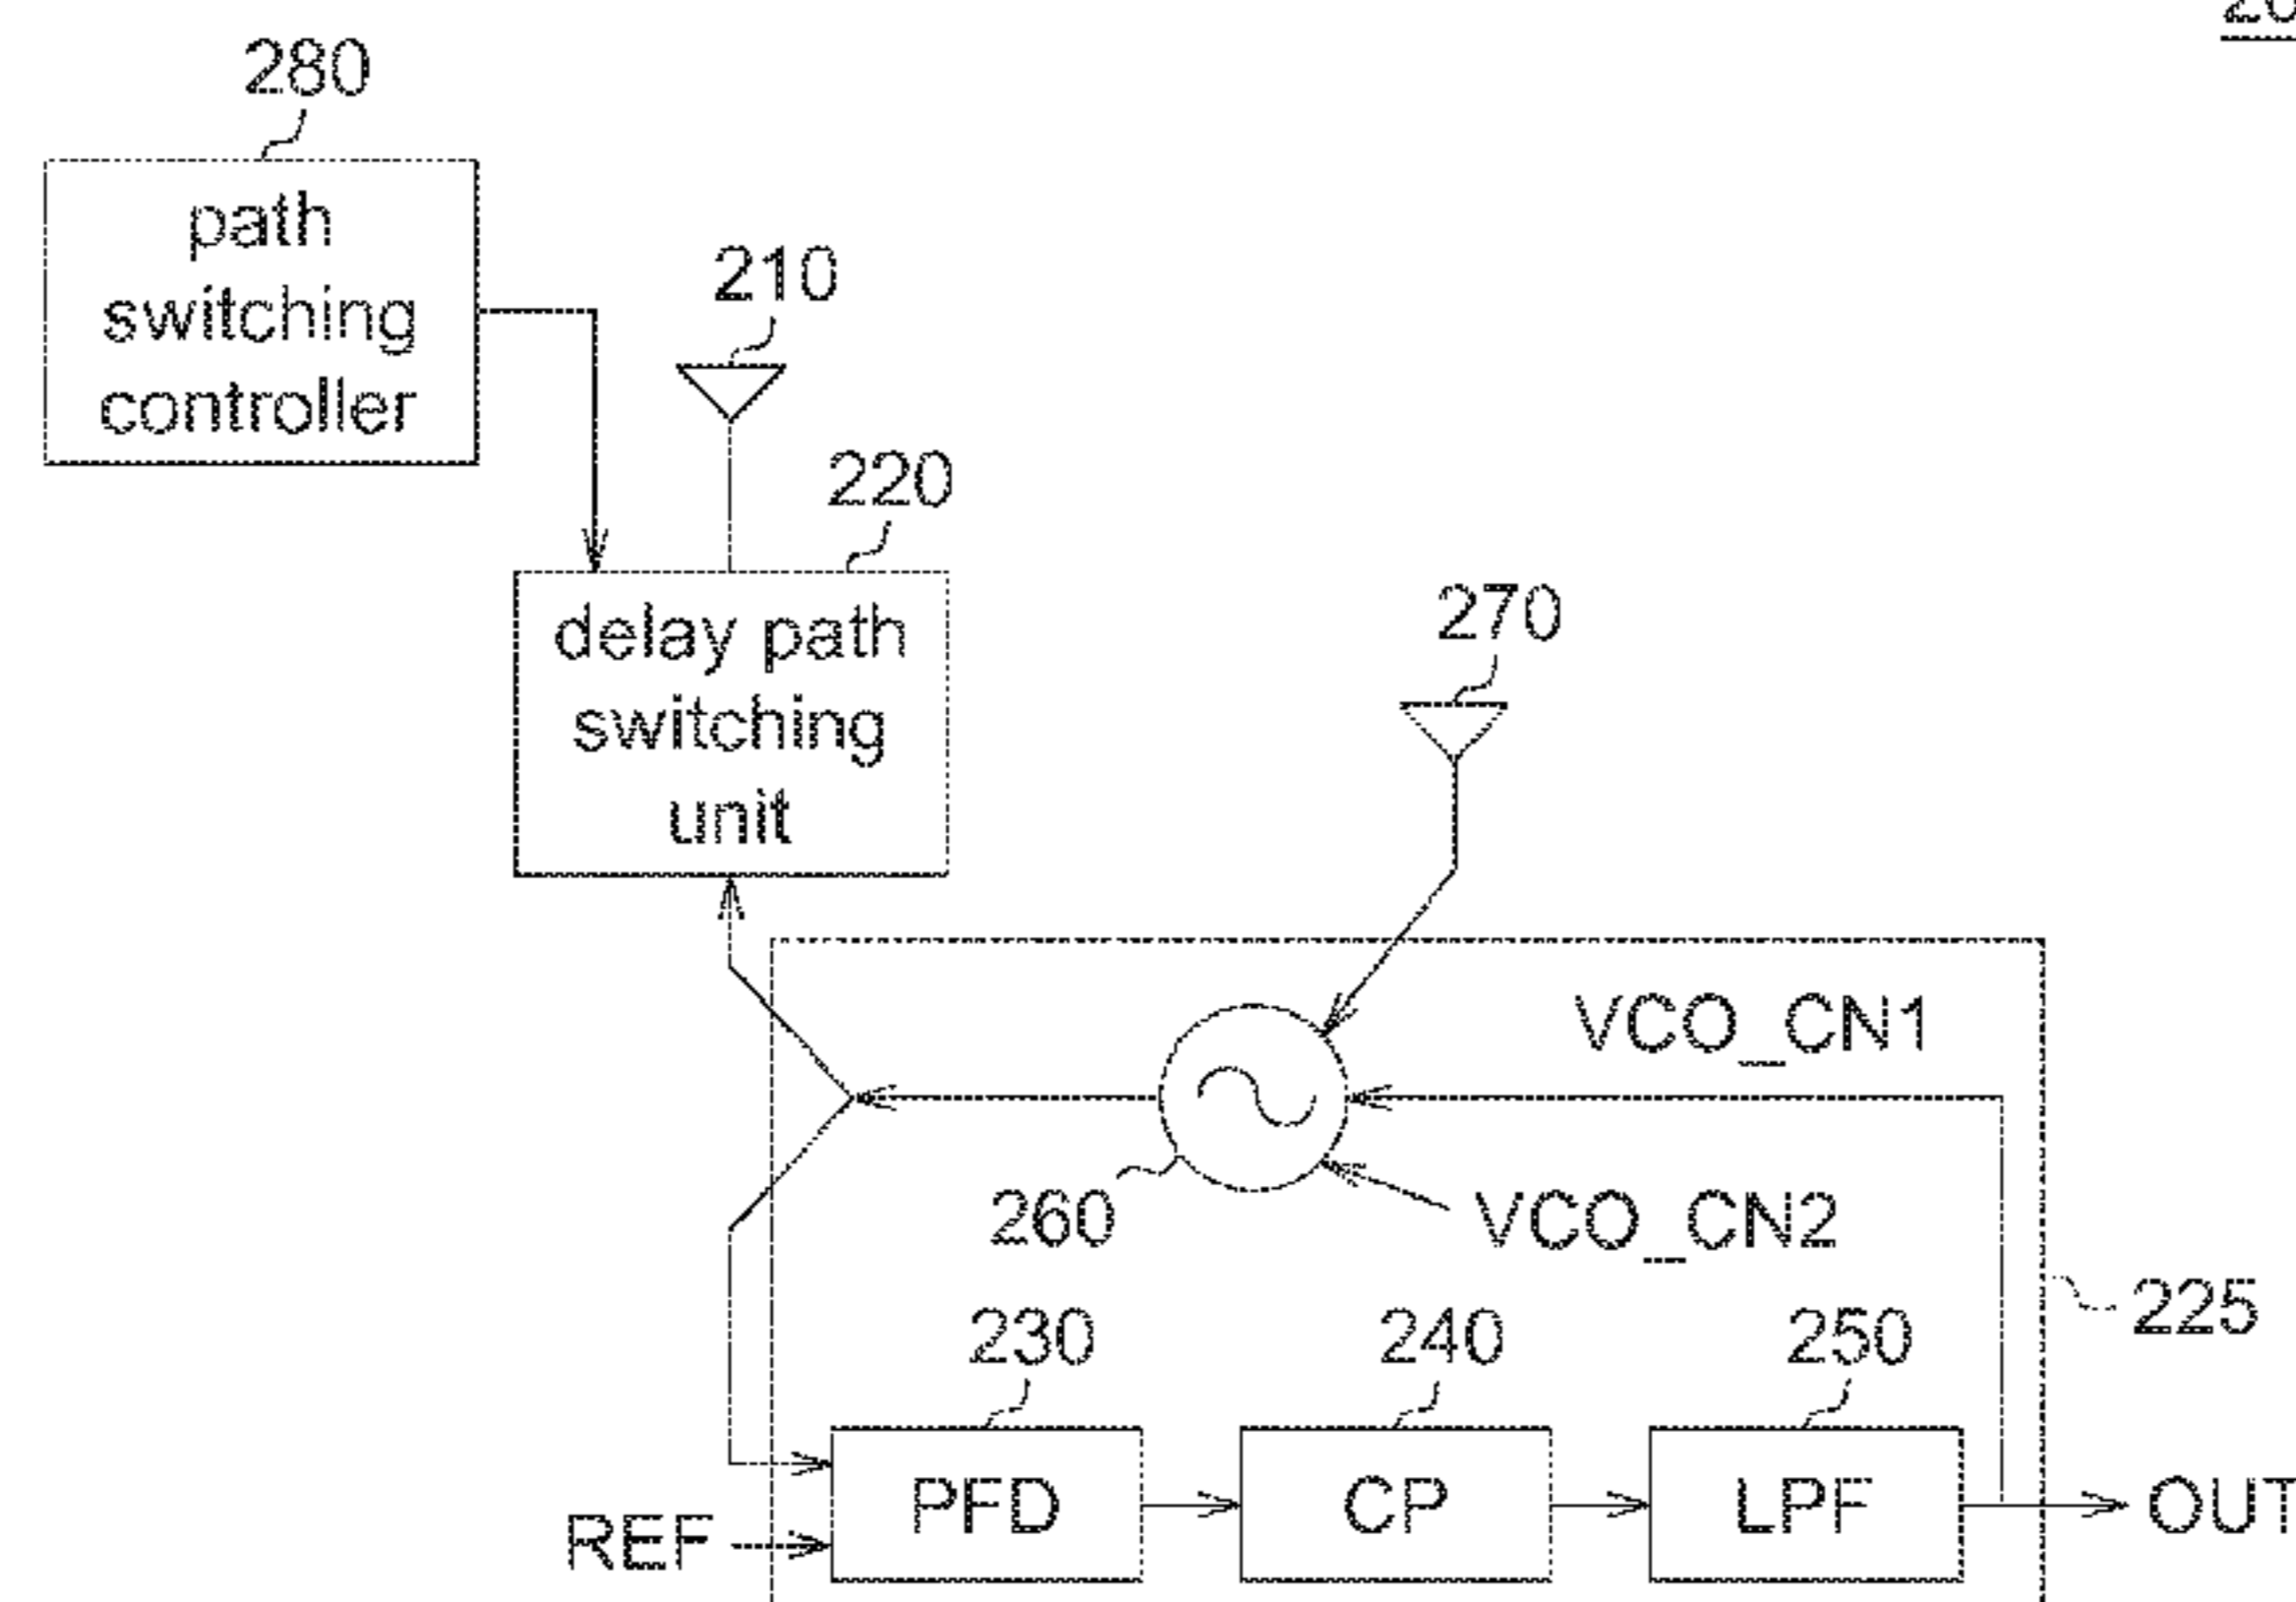 280
path
switching
controller
210
220
delay path
switching
unit
270
VCO_CN1
260
VCO_CN2
225
230
240
250
PFD
CP
LPF
OUT
REF